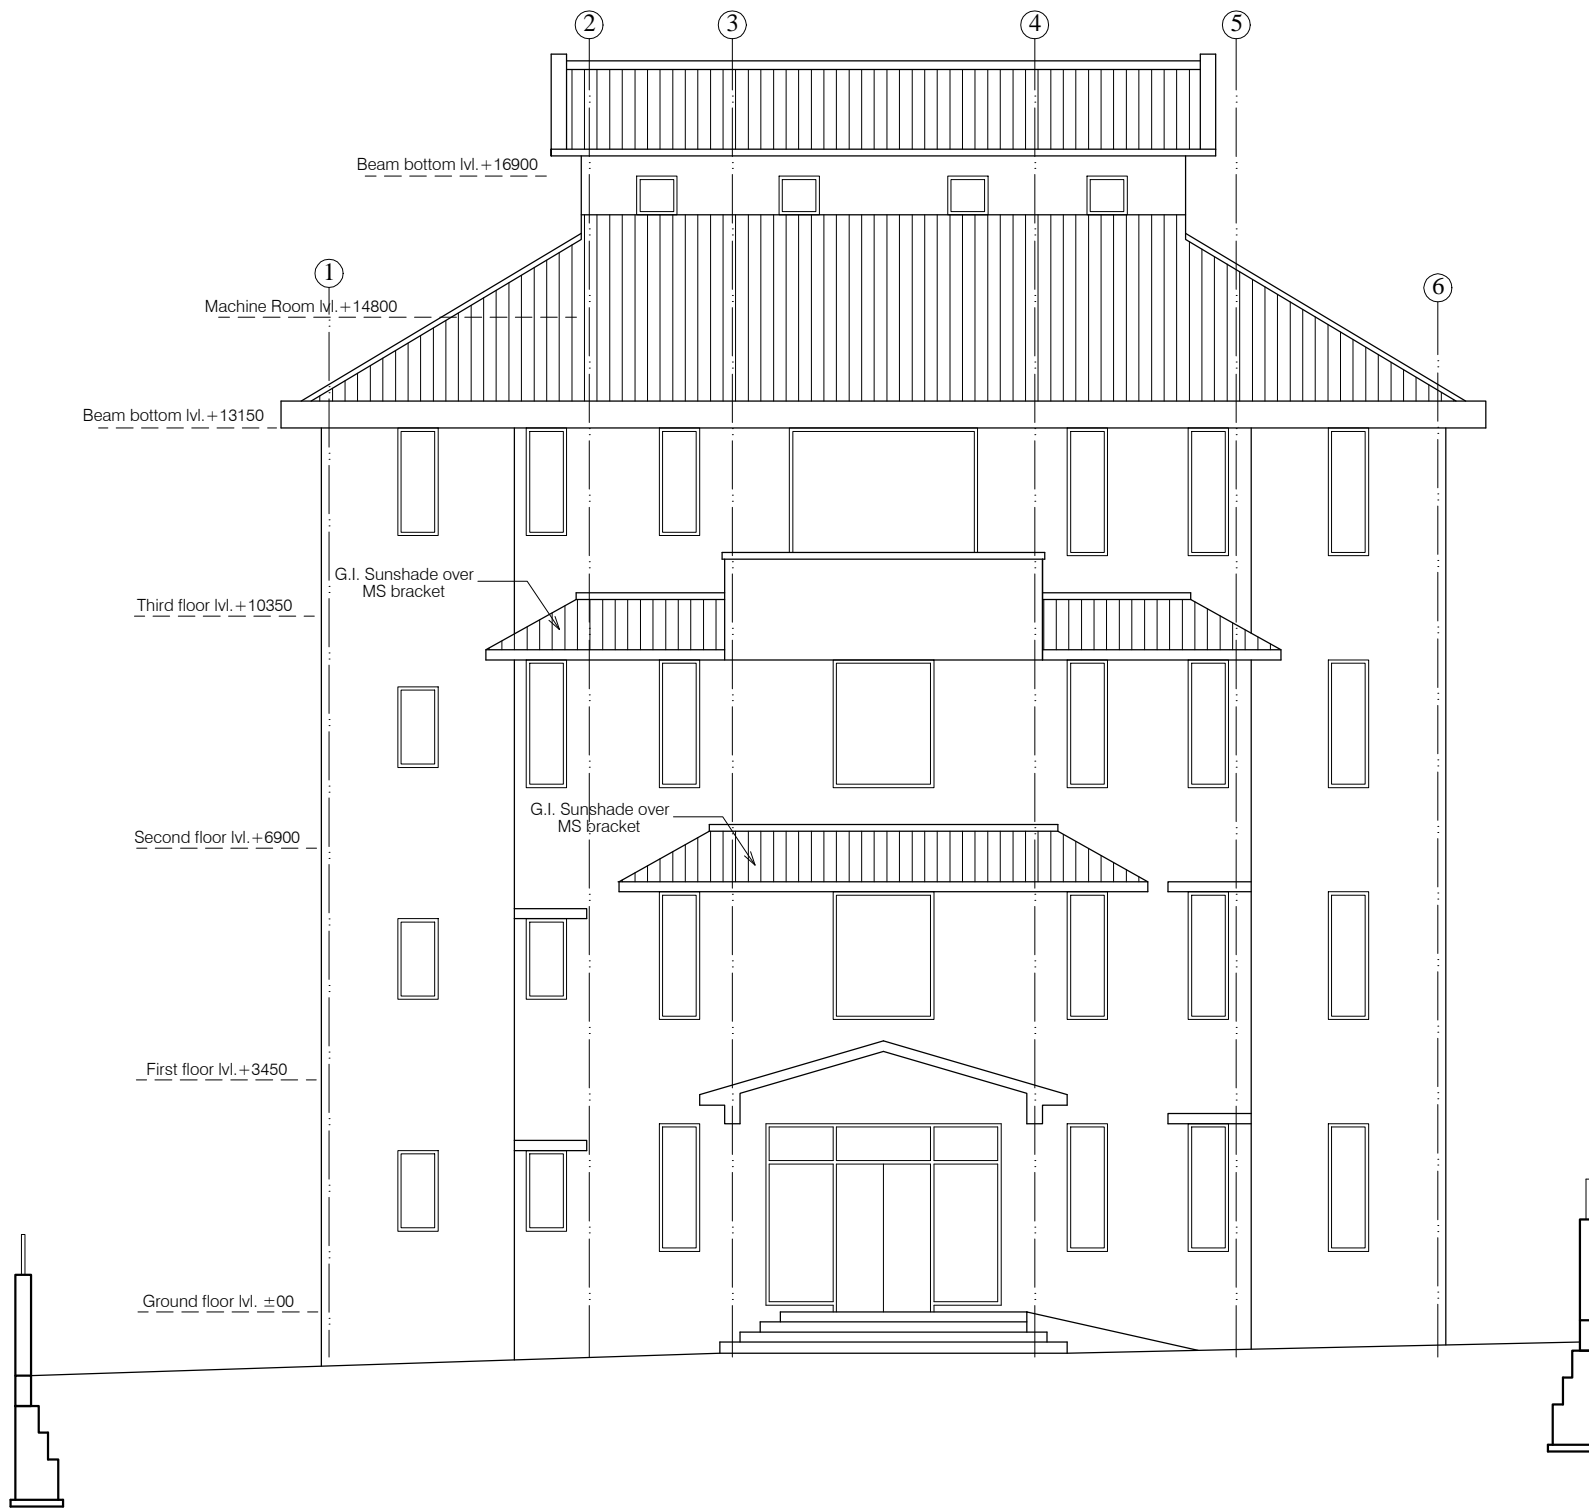 2
3
4
5
Beam bottom lvl.+16900
1
6
Machine Room lvl.+14800
Beam bottom lvl.+13150
G.I. Sunshade over
MS bracket
Third floor lvl.+10350
G.I. Sunshade over
MS bracket
Second floor lvl.+6900
First floor lvl.+3450
Ground floor lvl. ±00